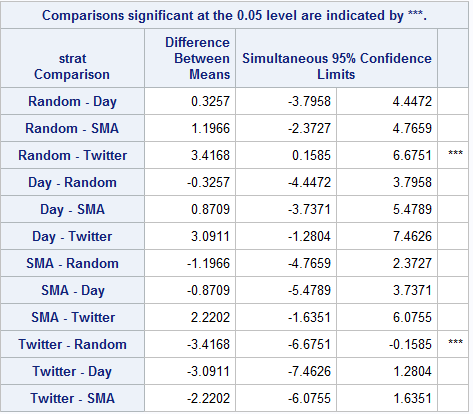 Comparisons significant at the 0.05 level are indicated by ***.
strat Comparison Difference Between Means Simultaneous 95% Confidence Limits
Random - Day 0.3257 -3.7958 4.4472
Random - SMA 1.1966 -2.3727 4.7659
Random - Twitter 3.4168 0.1585 6.6751 ***
Day - Random -0.3257 -4.4472 3.7958
Day - SMA 0.8709 -3.7371 5.4789
Day - Twitter 3.0911 -1.2804 7.4626
SMA - Random -1.1966 -4.7659 2.3727
SMA - Day -0.8709 -5.4789 3.7371
SMA - Twitter 2.2202 -1.6351 6.0755
Twitter - Random -3.4168 -6.6751 -0.1585 ***
Twitter - Day -3.0911 -7.4626 1.2804
Twitter - SMA -2.2202 -6.0755 1.6351